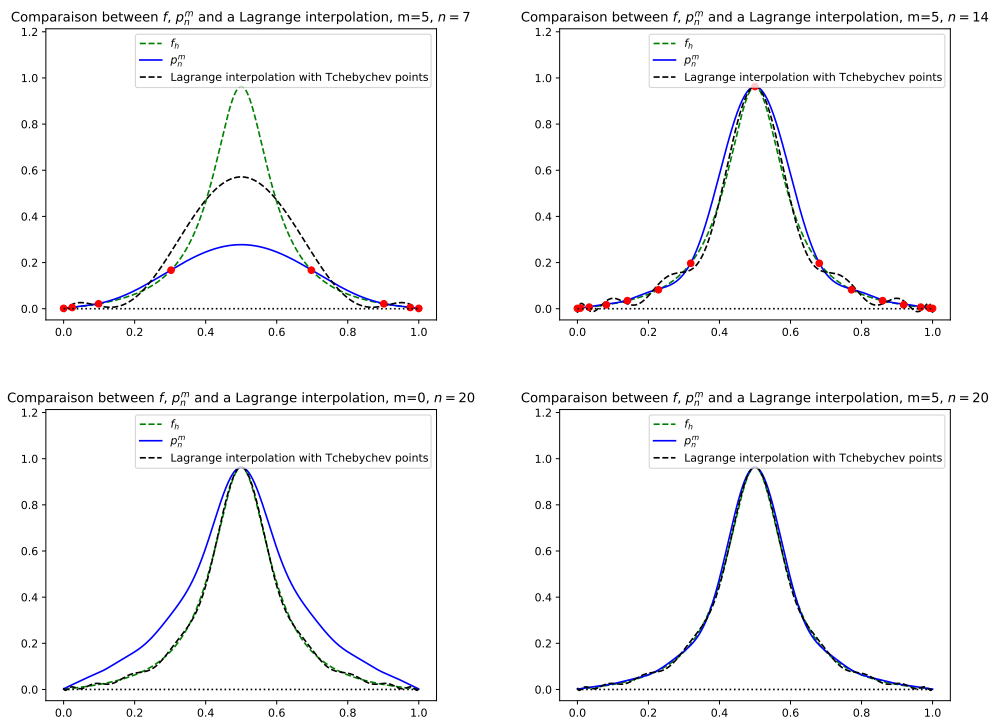 Comparaison between f, p_n^m and a Lagrange interpolation, m=5, n = 7
1.2
1.0
0.8
0.6
0.4
0.2
0.0
f_h
p_n^m
Lagrange interpolation with Tchebychev points
0.0 0.2 0.4 0.6 0.8 1.0
Comparaison between f, p_n^m and a Lagrange interpolation, m=5, n = 14
1.2
1.0
0.8
0.6
0.4
0.2
0.0
f_h
p_n^m
Lagrange interpolation with Tchebychev points
0.0 0.2 0.4 0.6 0.8 1.0
Comparaison between f, p_n^m and a Lagrange interpolation, m=0, n = 20
1.2
1.0
0.8
0.6
0.4
0.2
0.0
f_h
p_n^m
Lagrange interpolation with Tchebychev points
0.0 0.2 0.4 0.6 0.8 1.0
Comparaison between f, p_n^m and a Lagrange interpolation, m=5, n = 20
1.2
1.0
0.8
0.6
0.4
0.2
0.0
f_h
p_n^m
Lagrange interpolation with Tchebychev points
0.0 0.2 0.4 0.6 0.8 1.0